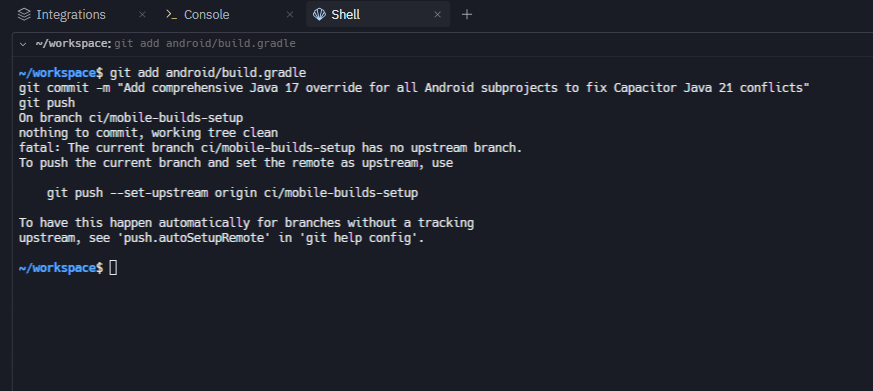 Integrations × Console × Shell × +
~/workspace: git add android/build.gradle
~/workspace$ git add android/build.gradle
git commit -m "Add comprehensive Java 17 override for all Android subprojects to fix Capacitor Java 21 conflicts"
git push
On branch ci/mobile-builds-setup
nothing to commit, working tree clean
fatal: The current branch ci/mobile-builds-setup has no upstream branch.
To push the current branch and set the remote as upstream, use
    git push --set-upstream origin ci/mobile-builds-setup
To have this happen automatically for branches without a tracking
upstream, see 'push.autoSetupRemote' in 'git help config'.
~/workspace$